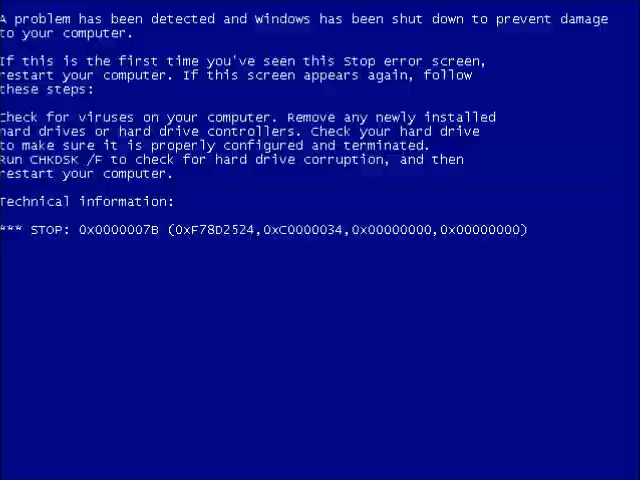 A problem has been detected and Windows has been shut down to prevent damage
to your computer.
If this is the first time you've seen this Stop error screen,
restart your computer. If this screen appears again, follow
these steps:
Check for viruses on your computer. Remove any newly installed
hard drives or hard drive controllers. Check your hard drive
to make sure it is properly configured and terminated.
Run CHKDSK /F to check for hard drive corruption, and then
restart your computer.
Technical information:
*** STOP: 0x0000007B (0xF78D2524,0xC0000034,0x00000000,0x00000000)